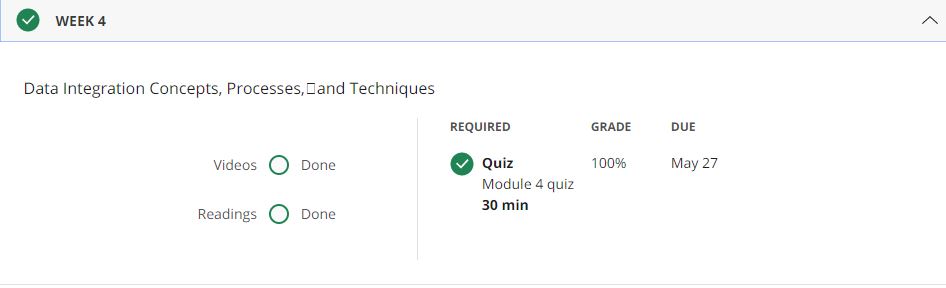 WEEK 4
Data Integration Concepts, Processes,□and Techniques
REQUIRED GRADE DUE
Videos Done
Readings Done
Quiz 100% May 27
Module 4 quiz
30 min